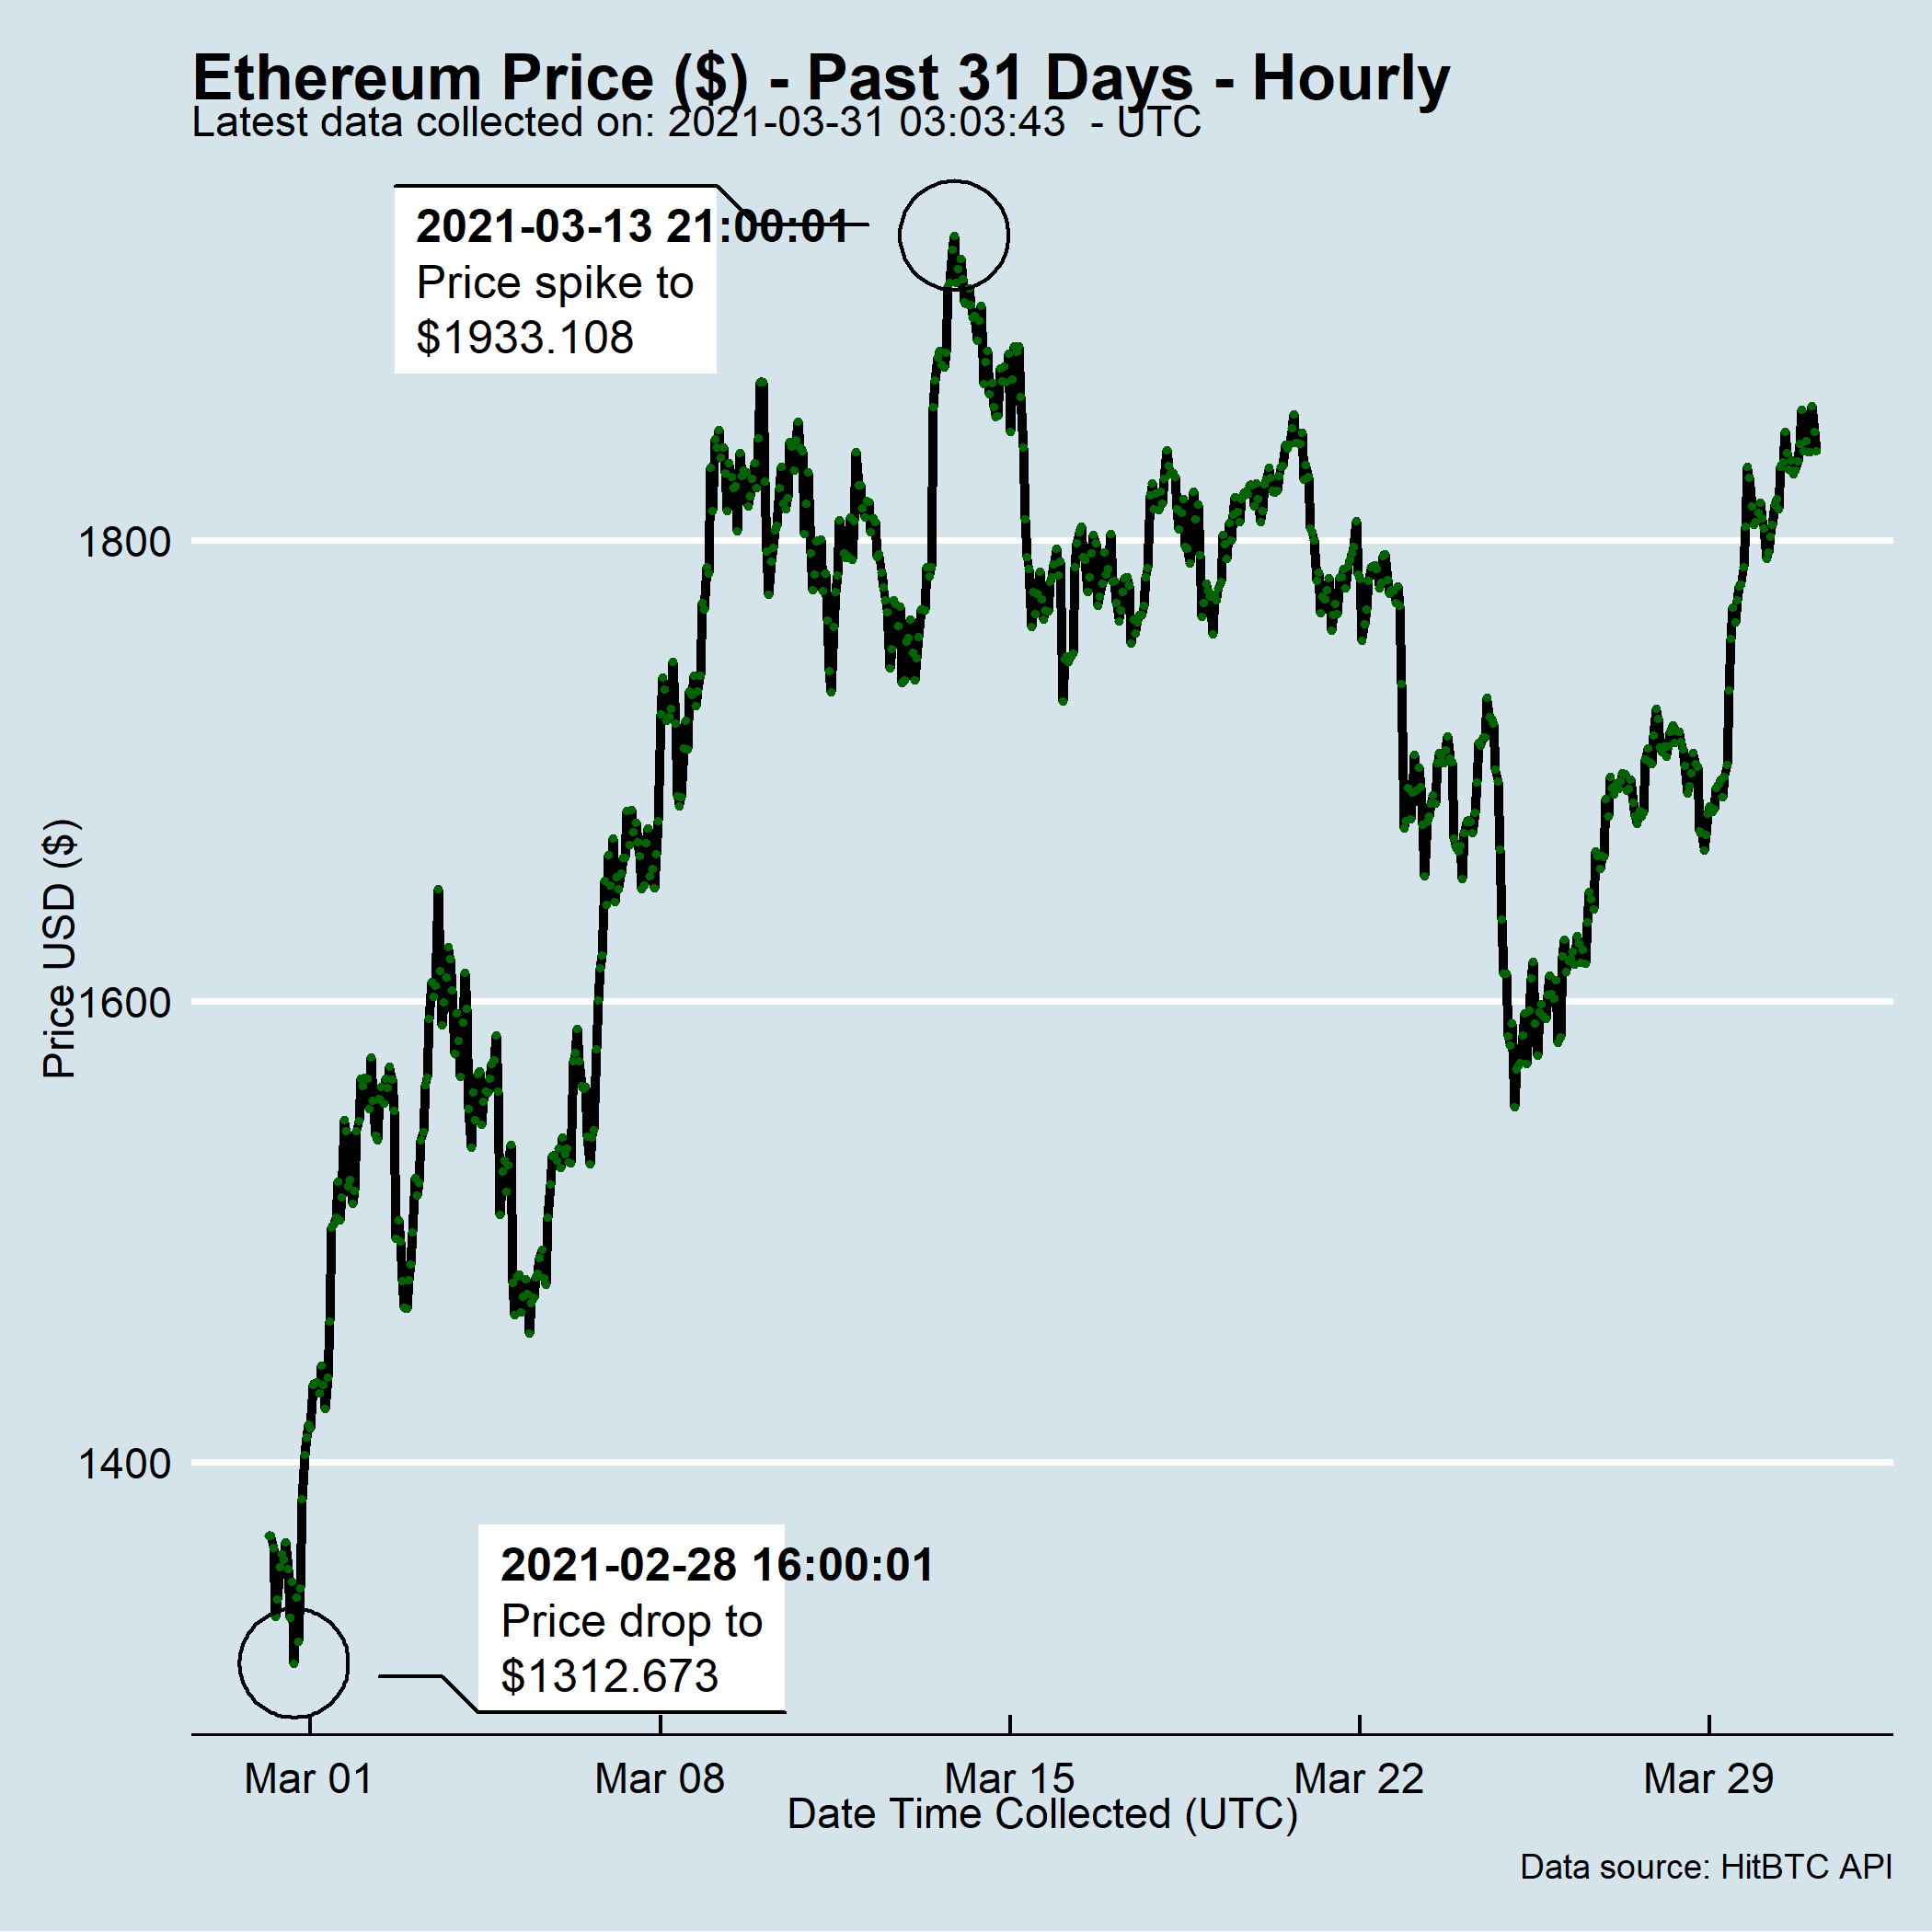 Ethereum Price ($) - Past 31 Days - Hourly
Latest data collected on: 2021-03-31 03:03:43  - UTC
2021-03-13 21:00:01
Price spike to
$1933.108
1800
Price USD ($)
1600
1400
2021-02-28 16:00:01
Price drop to
$1312.673
Mar 01 Mar 08 Mar 15 Mar 22 Mar 29
Date Time Collected (UTC)
Data source: HitBTC API